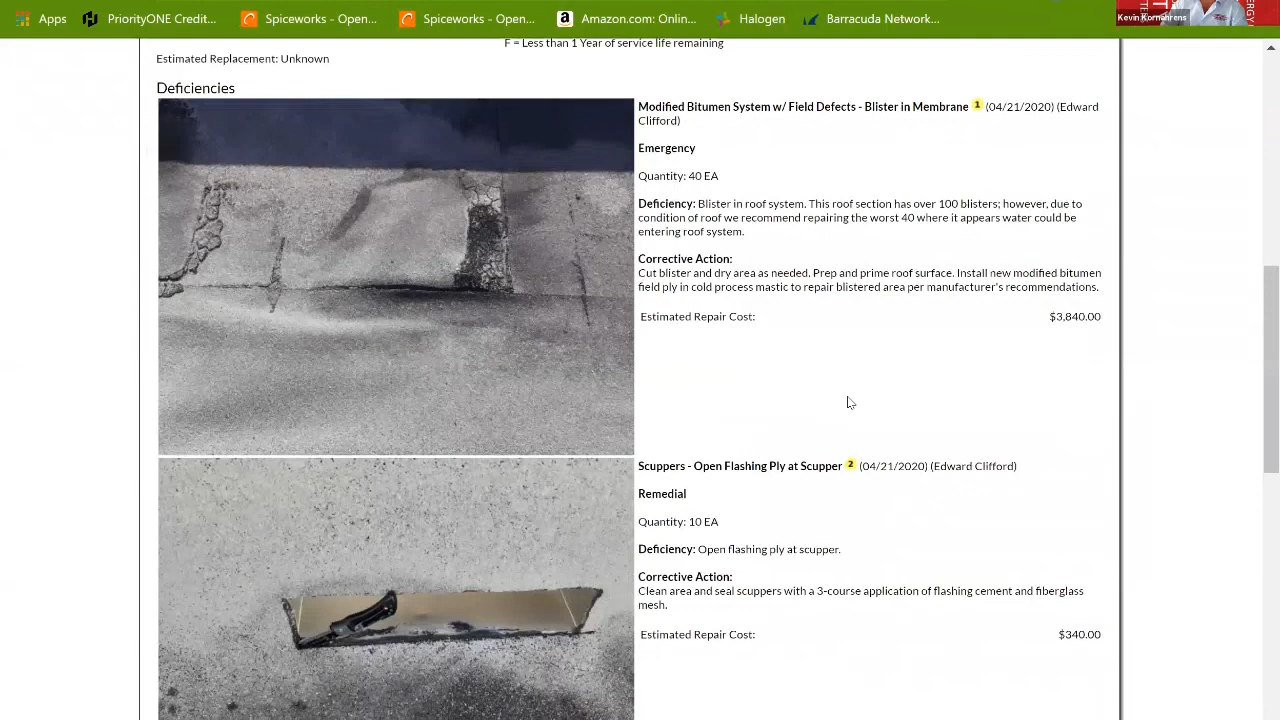 Apps PriorityONE Credit... Spiceworks - Open... Spiceworks - Open... Amazon.com: Onlin... Halogen Barracuda Network...
Kevin Kornahrens
F = Less than 1 Year of service life remaining
Estimated Replacement: Unknown
Deficiencies
Modified Bitumen System w/ Field Defects - Blister in Membrane 1 (04/21/2020) (Edward
Clifford)
Emergency
Quantity: 40 EA
Deficiency: Blister in roof system. This roof section has over 100 blisters; however, due to
condition of roof we recommend repairing the worst 40 where it appears water could be
entering roof system.
Corrective Action:
Cut blister and dry area as needed. Prep and prime roof surface. Install new modified bitumen
field ply in cold process mastic to repair blistered area per manufacturer's recommendations.
Estimated Repair Cost: $3,840.00
Scuppers - Open Flashing Ply at Scupper 2 (04/21/2020) (Edward Clifford)
Remedial
Quantity: 10 EA
Deficiency: Open flashing ply at scupper.
Corrective Action:
Clean area and seal scuppers with a 3-course application of flashing cement and fiberglass
mesh.
Estimated Repair Cost: $340.00